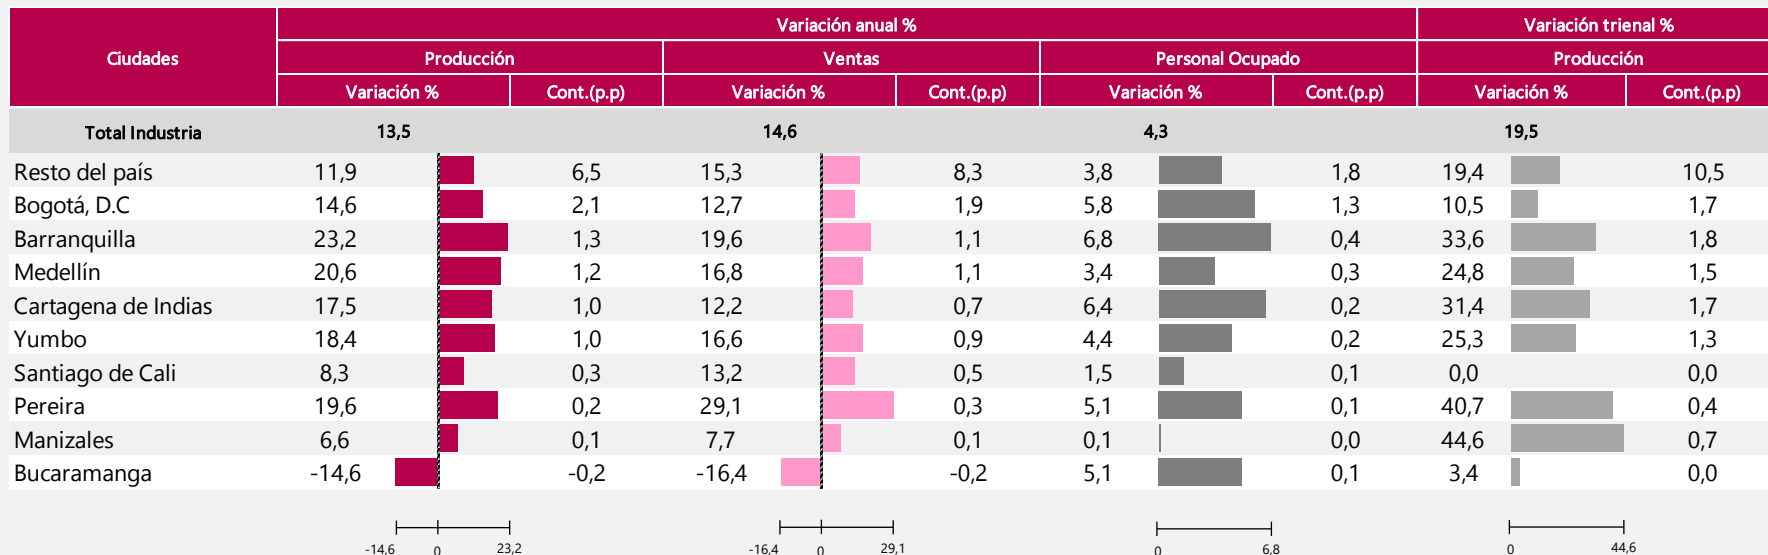 Ciudades Variación anual % Variación trienal %
Producción Ventas Personal Ocupado Producción
Variación % Cont.(p.p) Variación % Cont.(p.p) Variación % Cont.(p.p) Variación % Cont.(p.p)
Total Industria 13,5 14,6 4,3 19,5
Resto del país 11,9 6,5 15,3 8,3 3,8 1,8 19,4 10,5
Bogotá, D.C 14,6 2,1 12,7 1,9 5,8 1,3 10,5 1,7
Barranquilla 23,2 1,3 19,6 1,1 6,8 0,4 33,6 1,8
Medellín 20,6 1,2 16,8 1,1 3,4 0,3 24,8 1,5
Cartagena de Indias 17,5 1,0 12,2 0,7 6,4 0,2 31,4 1,7
Yumbo 18,4 1,0 16,6 0,9 4,4 0,2 25,3 1,3
Santiago de Cali 8,3 0,3 13,2 0,5 1,5 0,1 0,0 0,0
Pereira 19,6 0,2 29,1 0,3 5,1 0,1 40,7 0,4
Manizales 6,6 0,1 7,7 0,1 0,1 0,0 44,6 0,7
Bucaramanga -14,6 -0,2 -16,4 -0,2 5,1 0,1 3,4 0,0
-14,6 0 23,2 -16,4 0 29,1 0 6,8 0 44,6